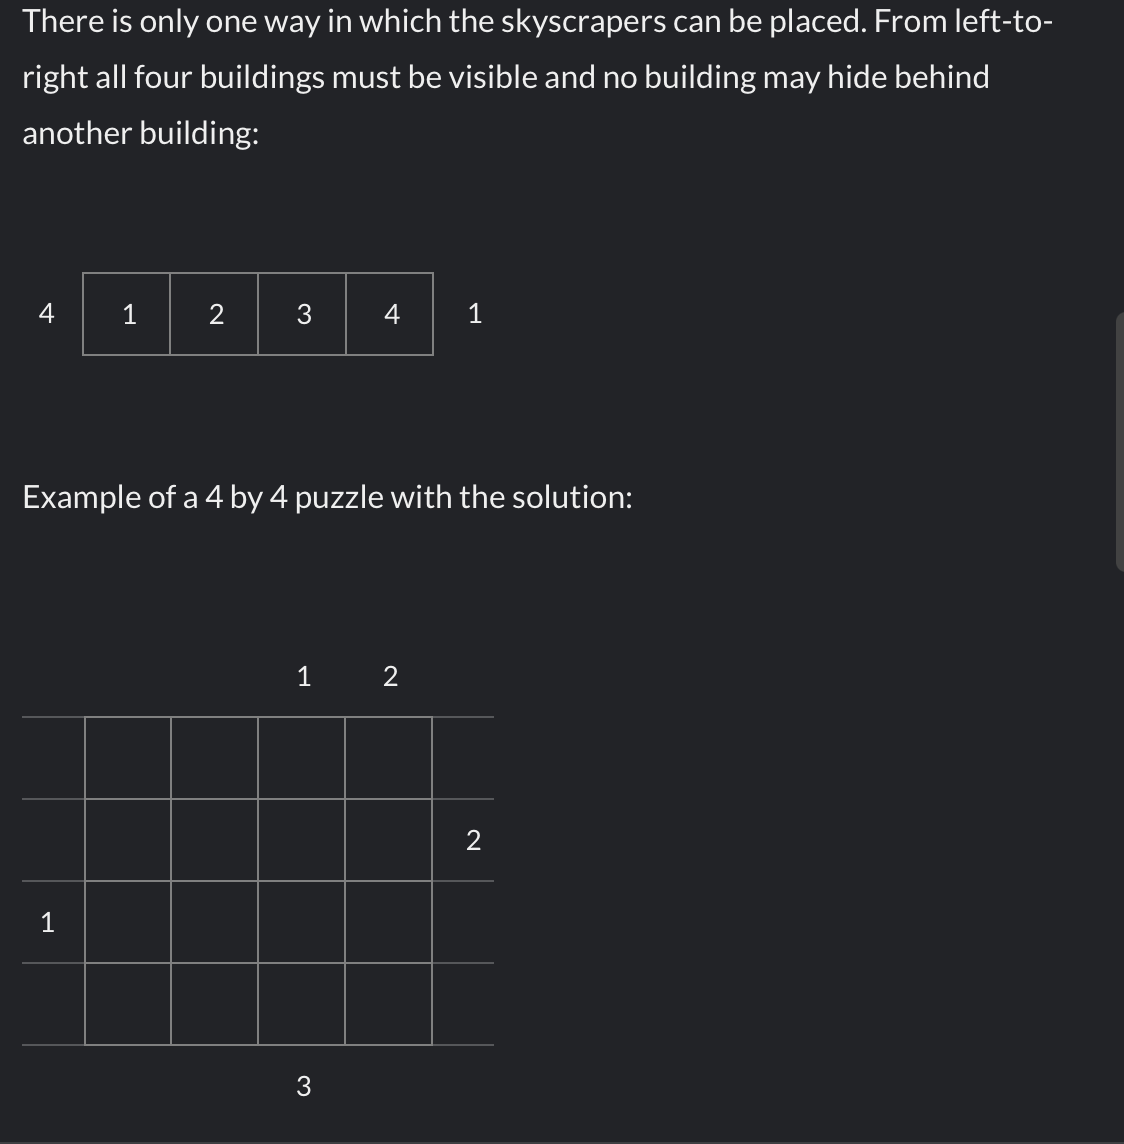 There is only one way in which the skyscrapers can be placed. From left-to-
right all four buildings must be visible and no building may hide behind
another building:
4 1 2 3 4 1
Example of a 4 by 4 puzzle with the solution:
1 2
2
1
3